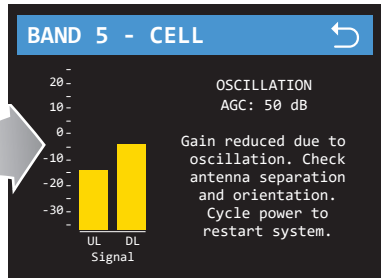 BAND 5 - CELL
20
10
0
-10
-20
-30
UL DL
Signal
OSCILLATION
AGC: 50 dB
Gain reduced due to
oscillation. Check
antenna separation
and orientation.
Cycle power to
restart system.